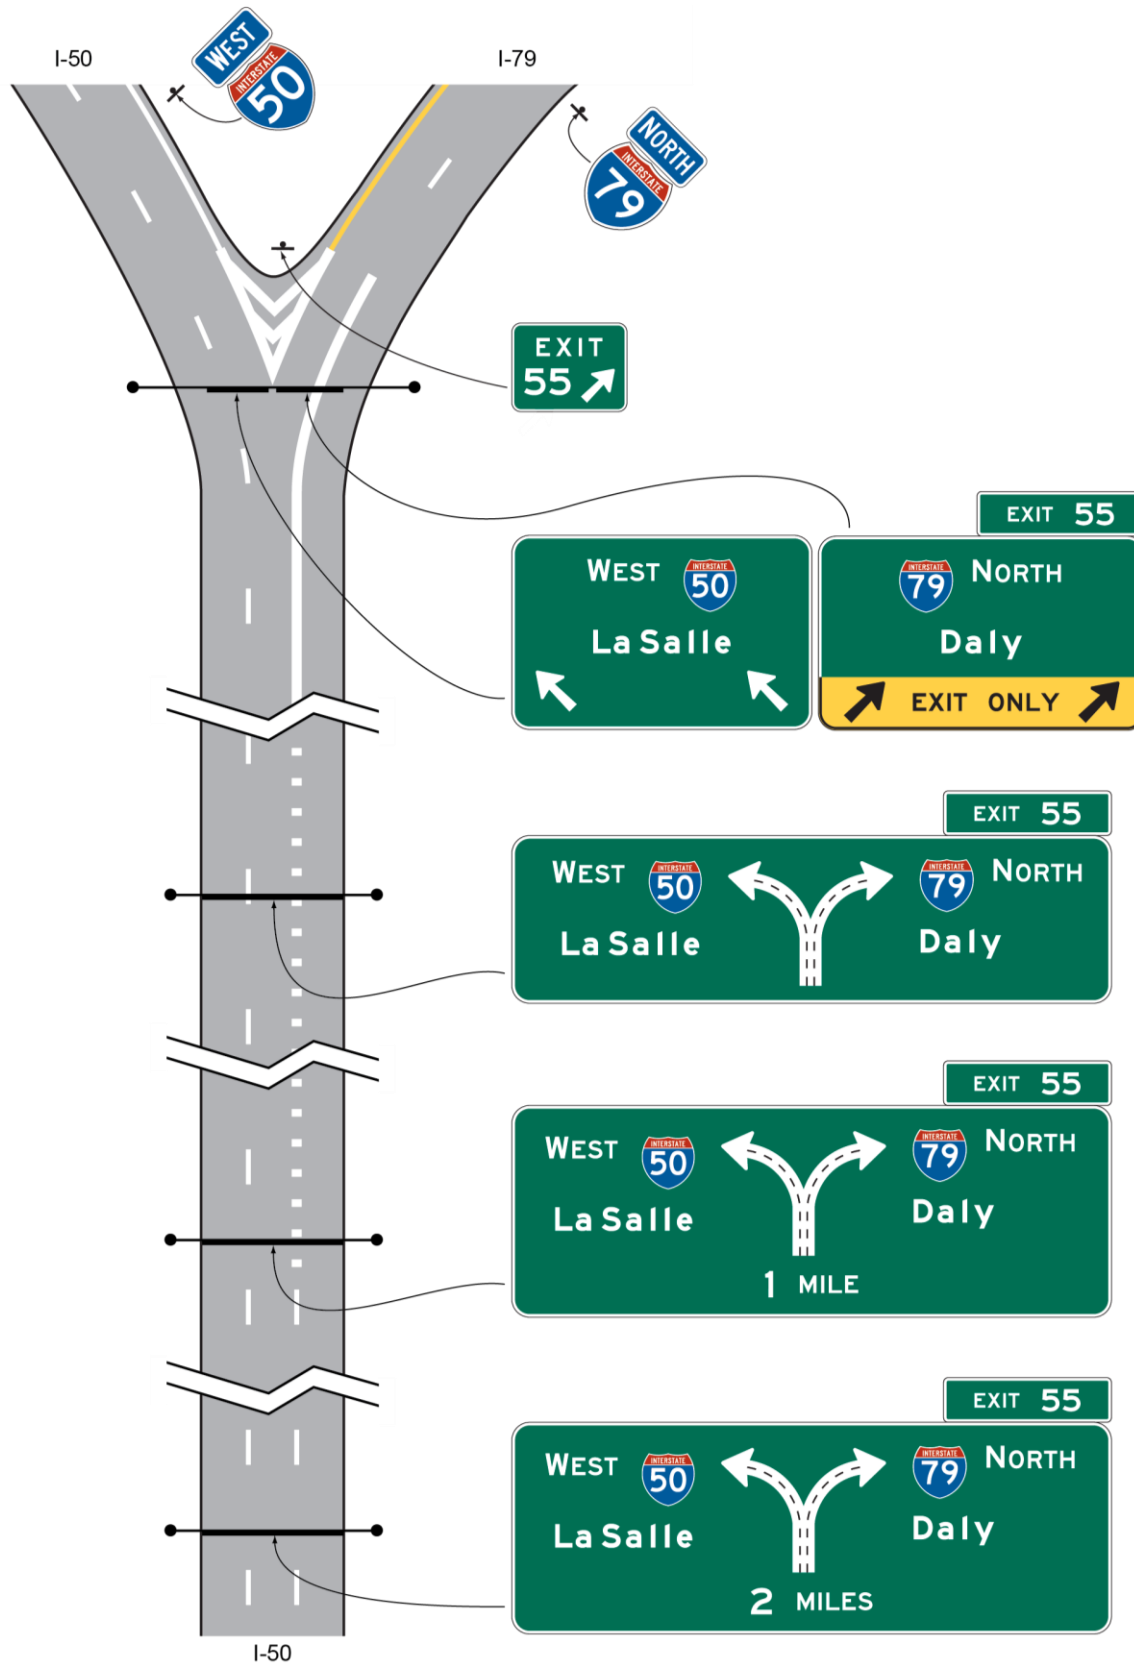 I-50
I-79
WEST
INTERSTATE
50
NORTH
INTERSTATE
79
EXIT
55
EXIT 55
WEST INTERSTATE 50
La Salle
INTERSTATE 79 NORTH
Daly
EXIT ONLY
EXIT 55
WEST INTERSTATE 50 INTERSTATE 79 NORTH
La Salle Daly
EXIT 55
WEST INTERSTATE 50 INTERSTATE 79 NORTH
La Salle Daly
1 MILE
EXIT 55
WEST INTERSTATE 50 INTERSTATE 79 NORTH
La Salle Daly
2 MILES
I-50